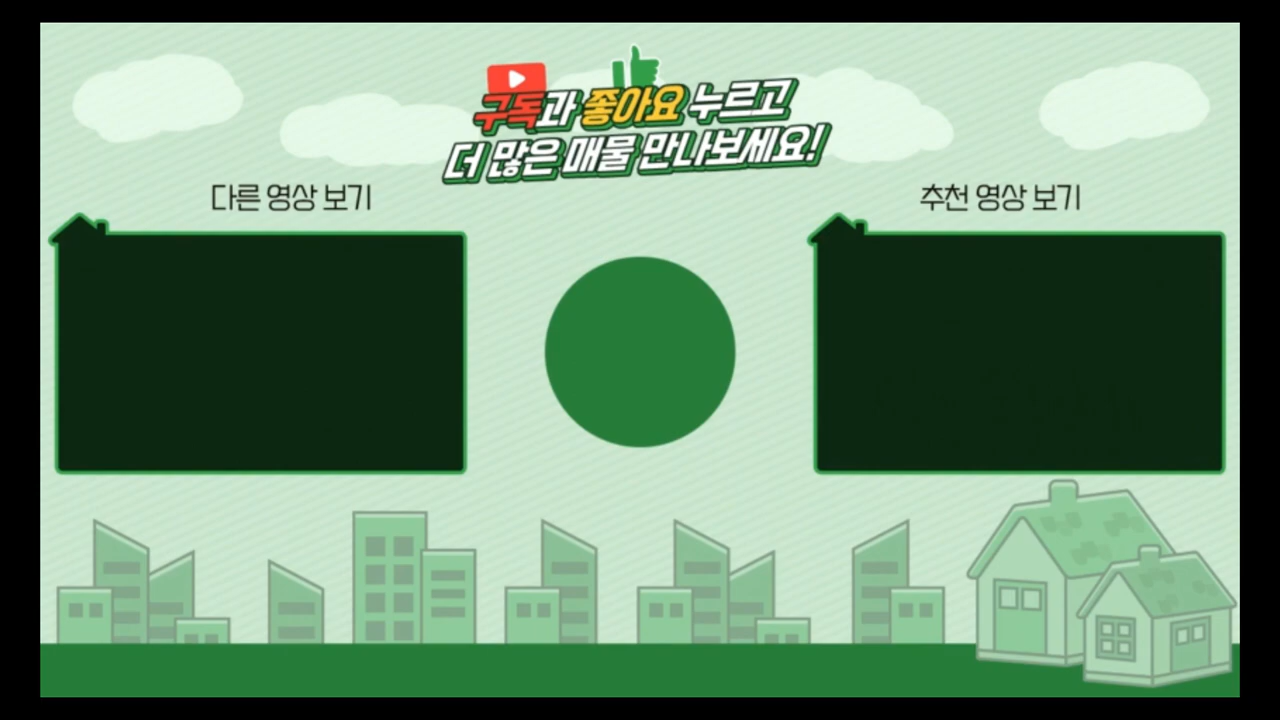 구독과 좋아요 누르고
더 많은 매물 만나보세요!
다른 영상 보기
추천 영상 보기